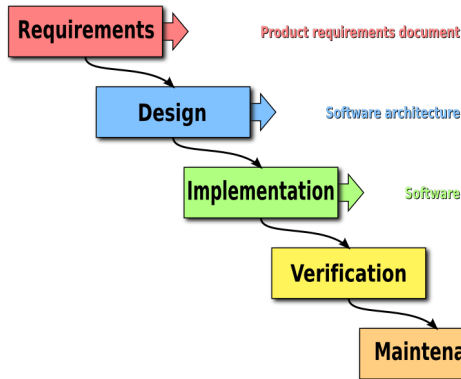 Requirements
Product requirements document
Design
Software architecture
Implementation
Software
Verification
Maintena